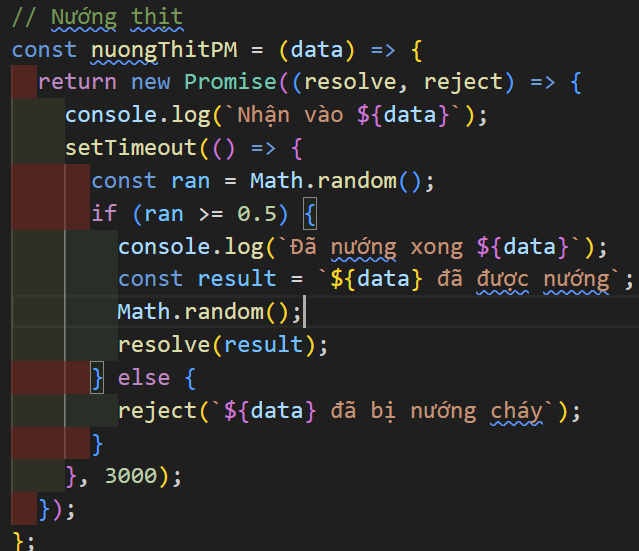 // Nướng thịt
const nuongThitPM = (data) => {
return new Promise((resolve, reject) => {
console.log(`Nhận vào ${data}`);
setTimeout(() => {
const ran = Math.random();
if (ran >= 0.5) {
console.log(`Đã nướng xong ${data}`);
const result = `${data} đã được nướng`;
Math.random();
resolve(result);
} else {
reject(`${data} đã bị nướng cháy`);
}
}, 3000);
});
};